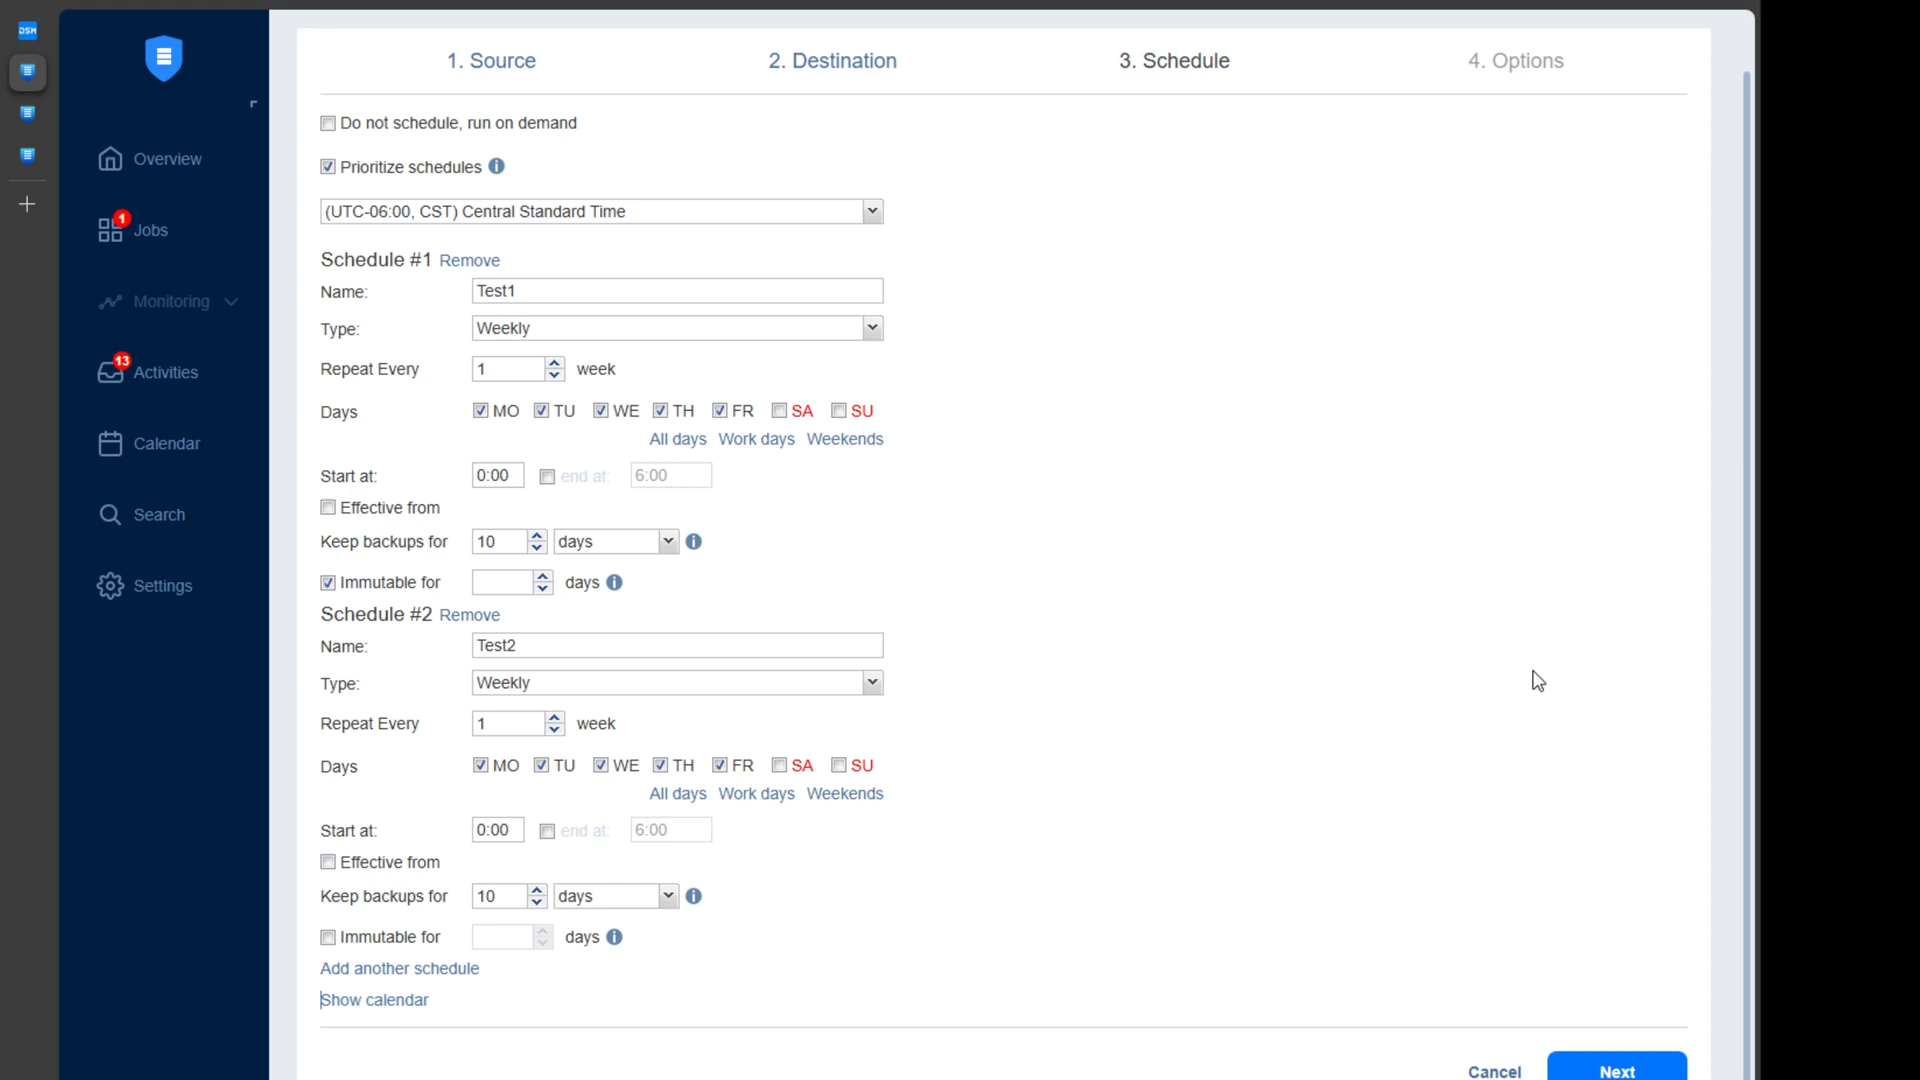 DSM
1. Source
2. Destination
3. Schedule
4. Options
Overview
1
Jobs
Monitoring
13
Activities
Calendar
Search
Settings
Do not schedule, run on demand
Prioritize schedules
(UTC-06:00, CST) Central Standard Time
Schedule #1 Remove
Name: Test1
Type: Weekly
Repeat Every 1 week
Days MO TU WE TH FR SA SU
All days Work days Weekends
Start at: 0:00 end at: 6:00
Effective from
Keep backups for 10 days
Immutable for days
Schedule #2 Remove
Name: Test2
Type: Weekly
Repeat Every 1 week
Days MO TU WE TH FR SA SU
All days Work days Weekends
Start at: 0:00 end at: 6:00
Effective from
Keep backups for 10 days
Immutable for days
Add another schedule
Show calendar
Cancel Next